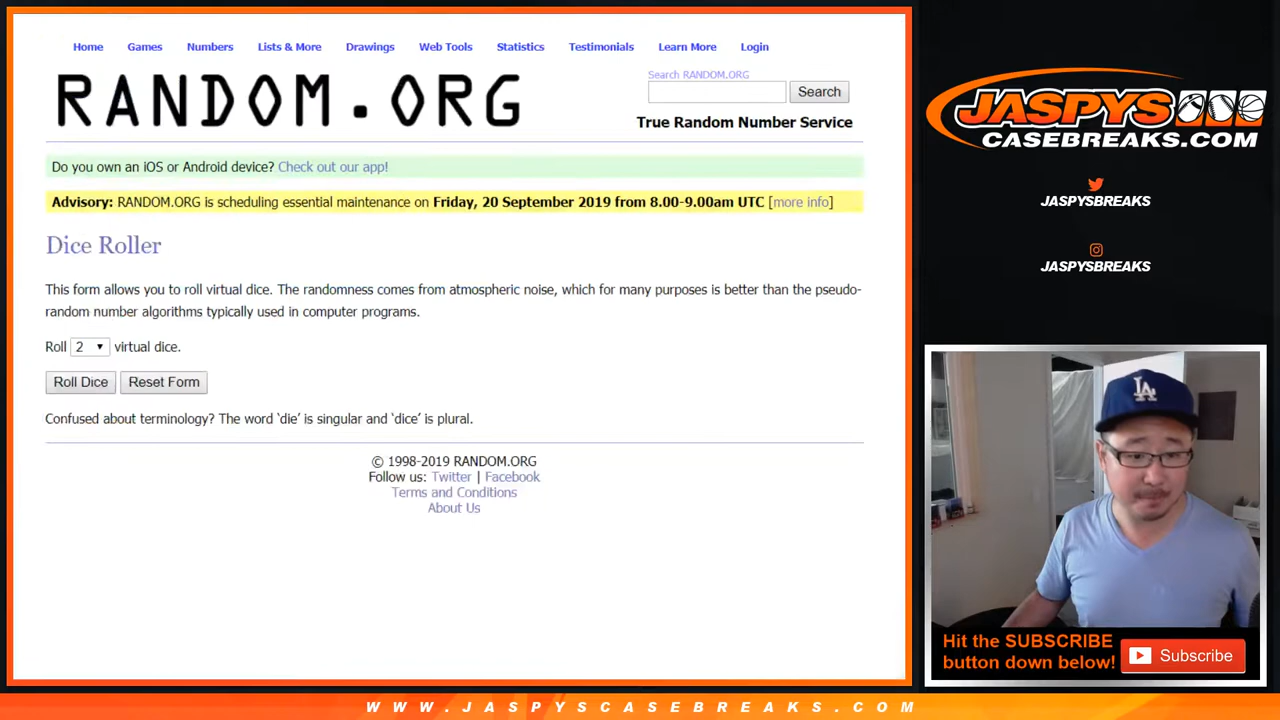 Home Games Numbers Lists & More Drawings Web Tools Statistics Testimonials Learn More Login
RANDOM.ORG
Search RANDOM.ORG
Search
True Random Number Service
Do you own an iOS or Android device? Check out our app!
Advisory: RANDOM.ORG is scheduling essential maintenance on Friday, 20 September 2019 from 8.00-9.00am UTC [more info]
Dice Roller
This form allows you to roll virtual dice. The randomness comes from atmospheric noise, which for many purposes is better than the pseudo-
random number algorithms typically used in computer programs.
Roll 2 virtual dice.
Roll Dice Reset Form
Confused about terminology? The word ‘die’ is singular and ‘dice’ is plural.
© 1998-2019 RANDOM.ORG
Follow us: Twitter | Facebook
Terms and Conditions
About Us
JASPYS
CASEBREAKS.COM
JASPYSBREAKS
JASPYSBREAKS
LA
Hit the SUBSCRIBE
button down below!
Subscribe
WWW.JASPYSCASEBREAKS.COM